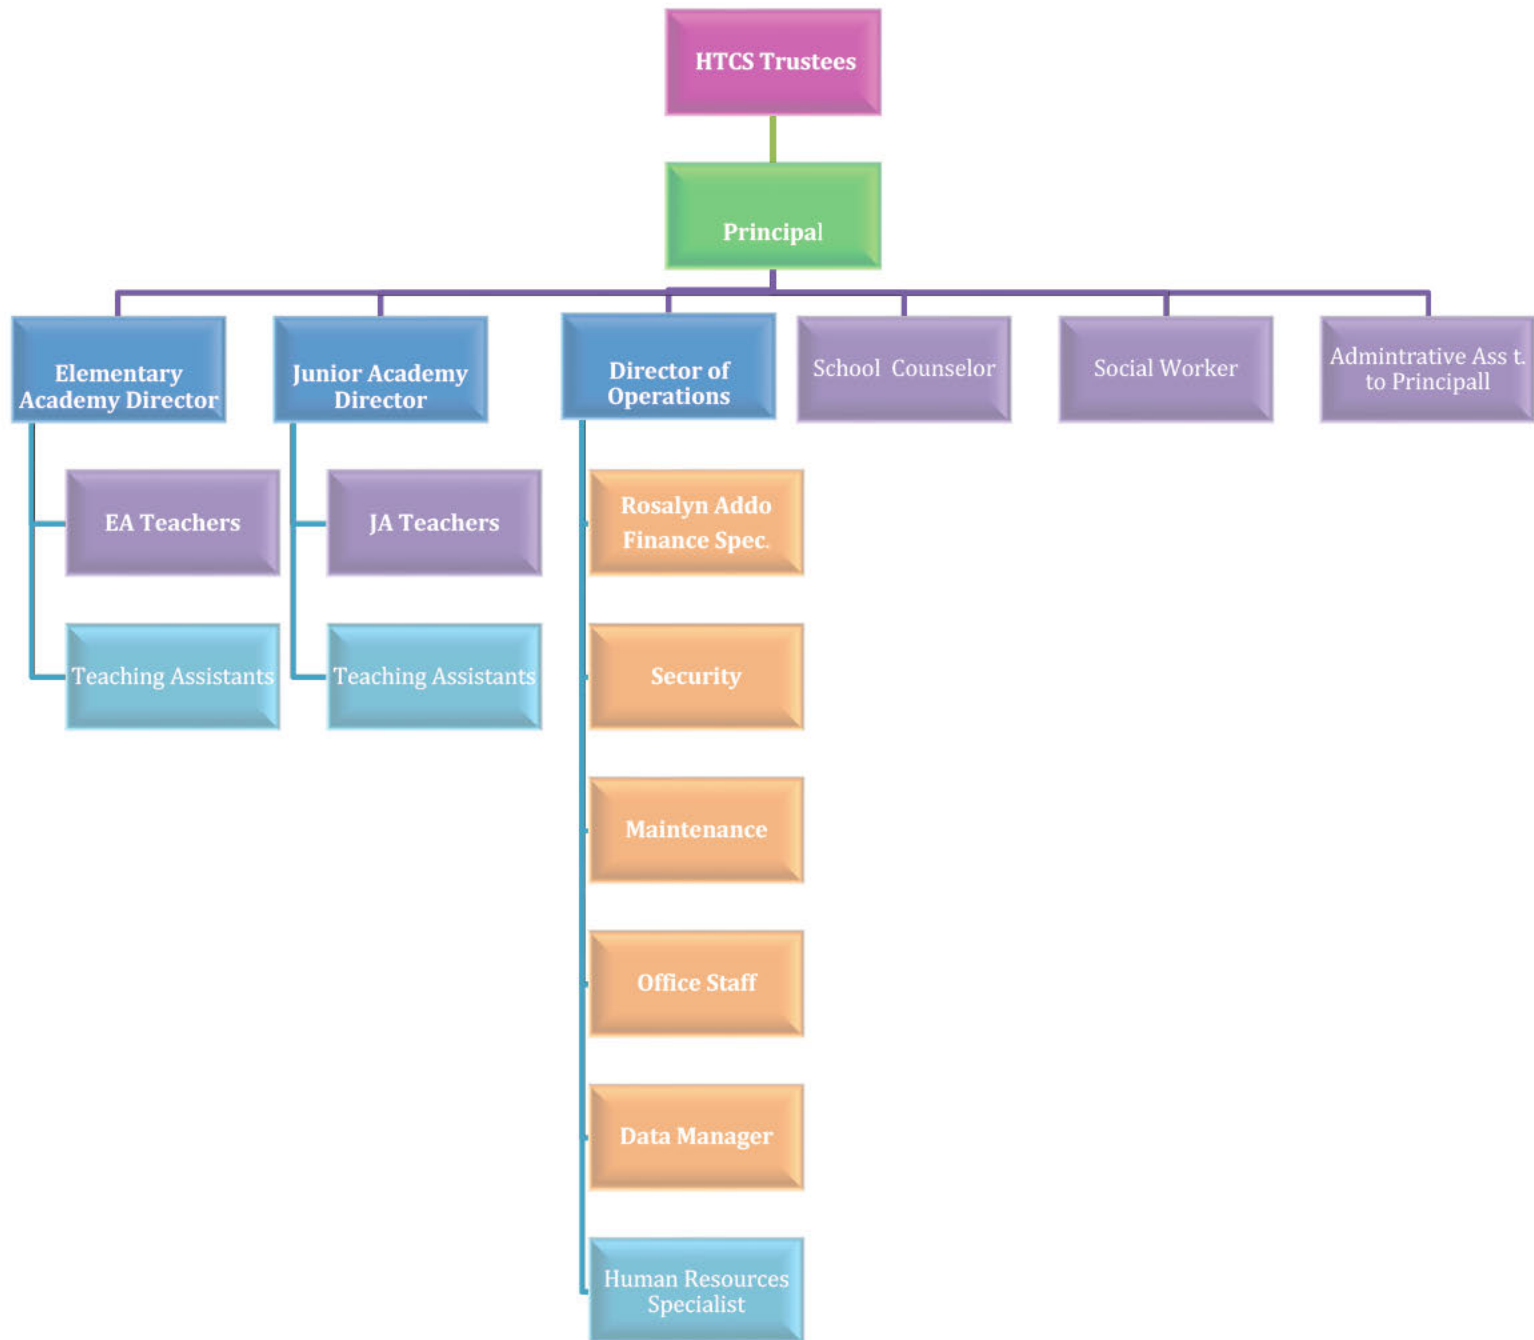 HTCS Trustees
Principal
Elementary
Academy Director
Junior Academy
Director
Director of
Operations
School Counselor
Social Worker
Admintrative Ass t.
to Principall
EA Teachers
JA Teachers
Rosalyn Addo
Finance Spec.
Teaching Assistants
Teaching Assistants
Security
Maintenance
Office Staff
Data Manager
Human Resources
Specialist